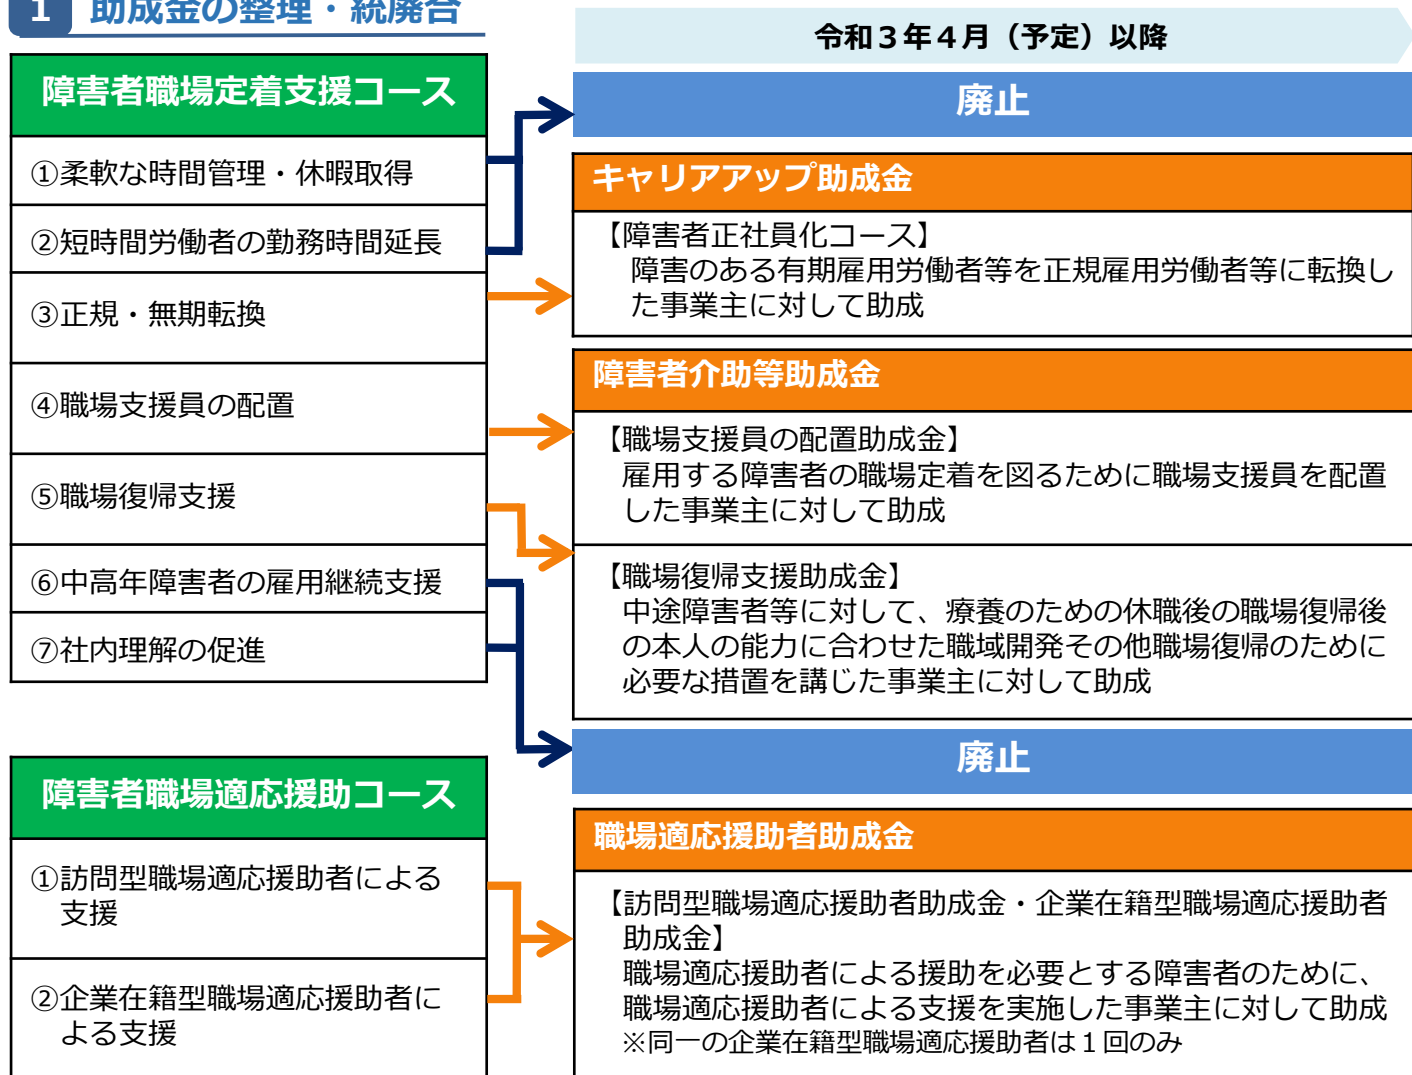 1 助成金の整理・統廃合
令和３年４月（予定）以降
障害者職場定着支援コース
①柔軟な時間管理・休暇取得
②短時間労働者の勤務時間延長
③正規・無期転換
④職場支援員の配置
⑤職場復帰支援
⑥中高年障害者の雇用継続支援
⑦社内理解の促進
廃止
キャリアアップ助成金
【障害者正社員化コース】
障害のある有期雇用労働者等を正規雇用労働者等に転換し
た事業主に対して助成
障害者介助等助成金
【職場支援員の配置助成金】
雇用する障害者の職場定着を図るために職場支援員を配置
した事業主に対して助成
【職場復帰支援助成金】
中途障害者等に対して、療養のための休職後の職場復帰後
の本人の能力に合わせた職域開発その他職場復帰のために
必要な措置を講じた事業主に対して助成
廃止
障害者職場適応援助コース
①訪問型職場適応援助者による
支援
②企業在籍型職場適応援助者に
よる支援
職場適応援助者助成金
【訪問型職場適応援助者助成金・企業在籍型職場適応援助者
助成金】
職場適応援助者による援助を必要とする障害者のために、
職場適応援助者による支援を実施した事業主に対して助成
※同一の企業在籍型職場適応援助者は１回のみ